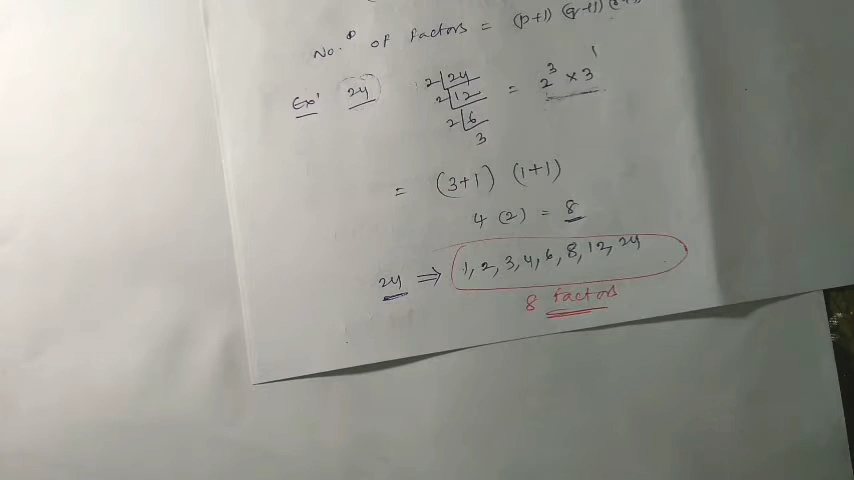 No. of Factors = (p+1) (q+1)
Ex: 24
2 24
2 12 = 2³ × 3¹
2 6
3
= (3+1) (1+1)
4 (2) = 8
24 ⇒ 1, 2, 3, 4, 6, 8, 12, 24
8 Factors